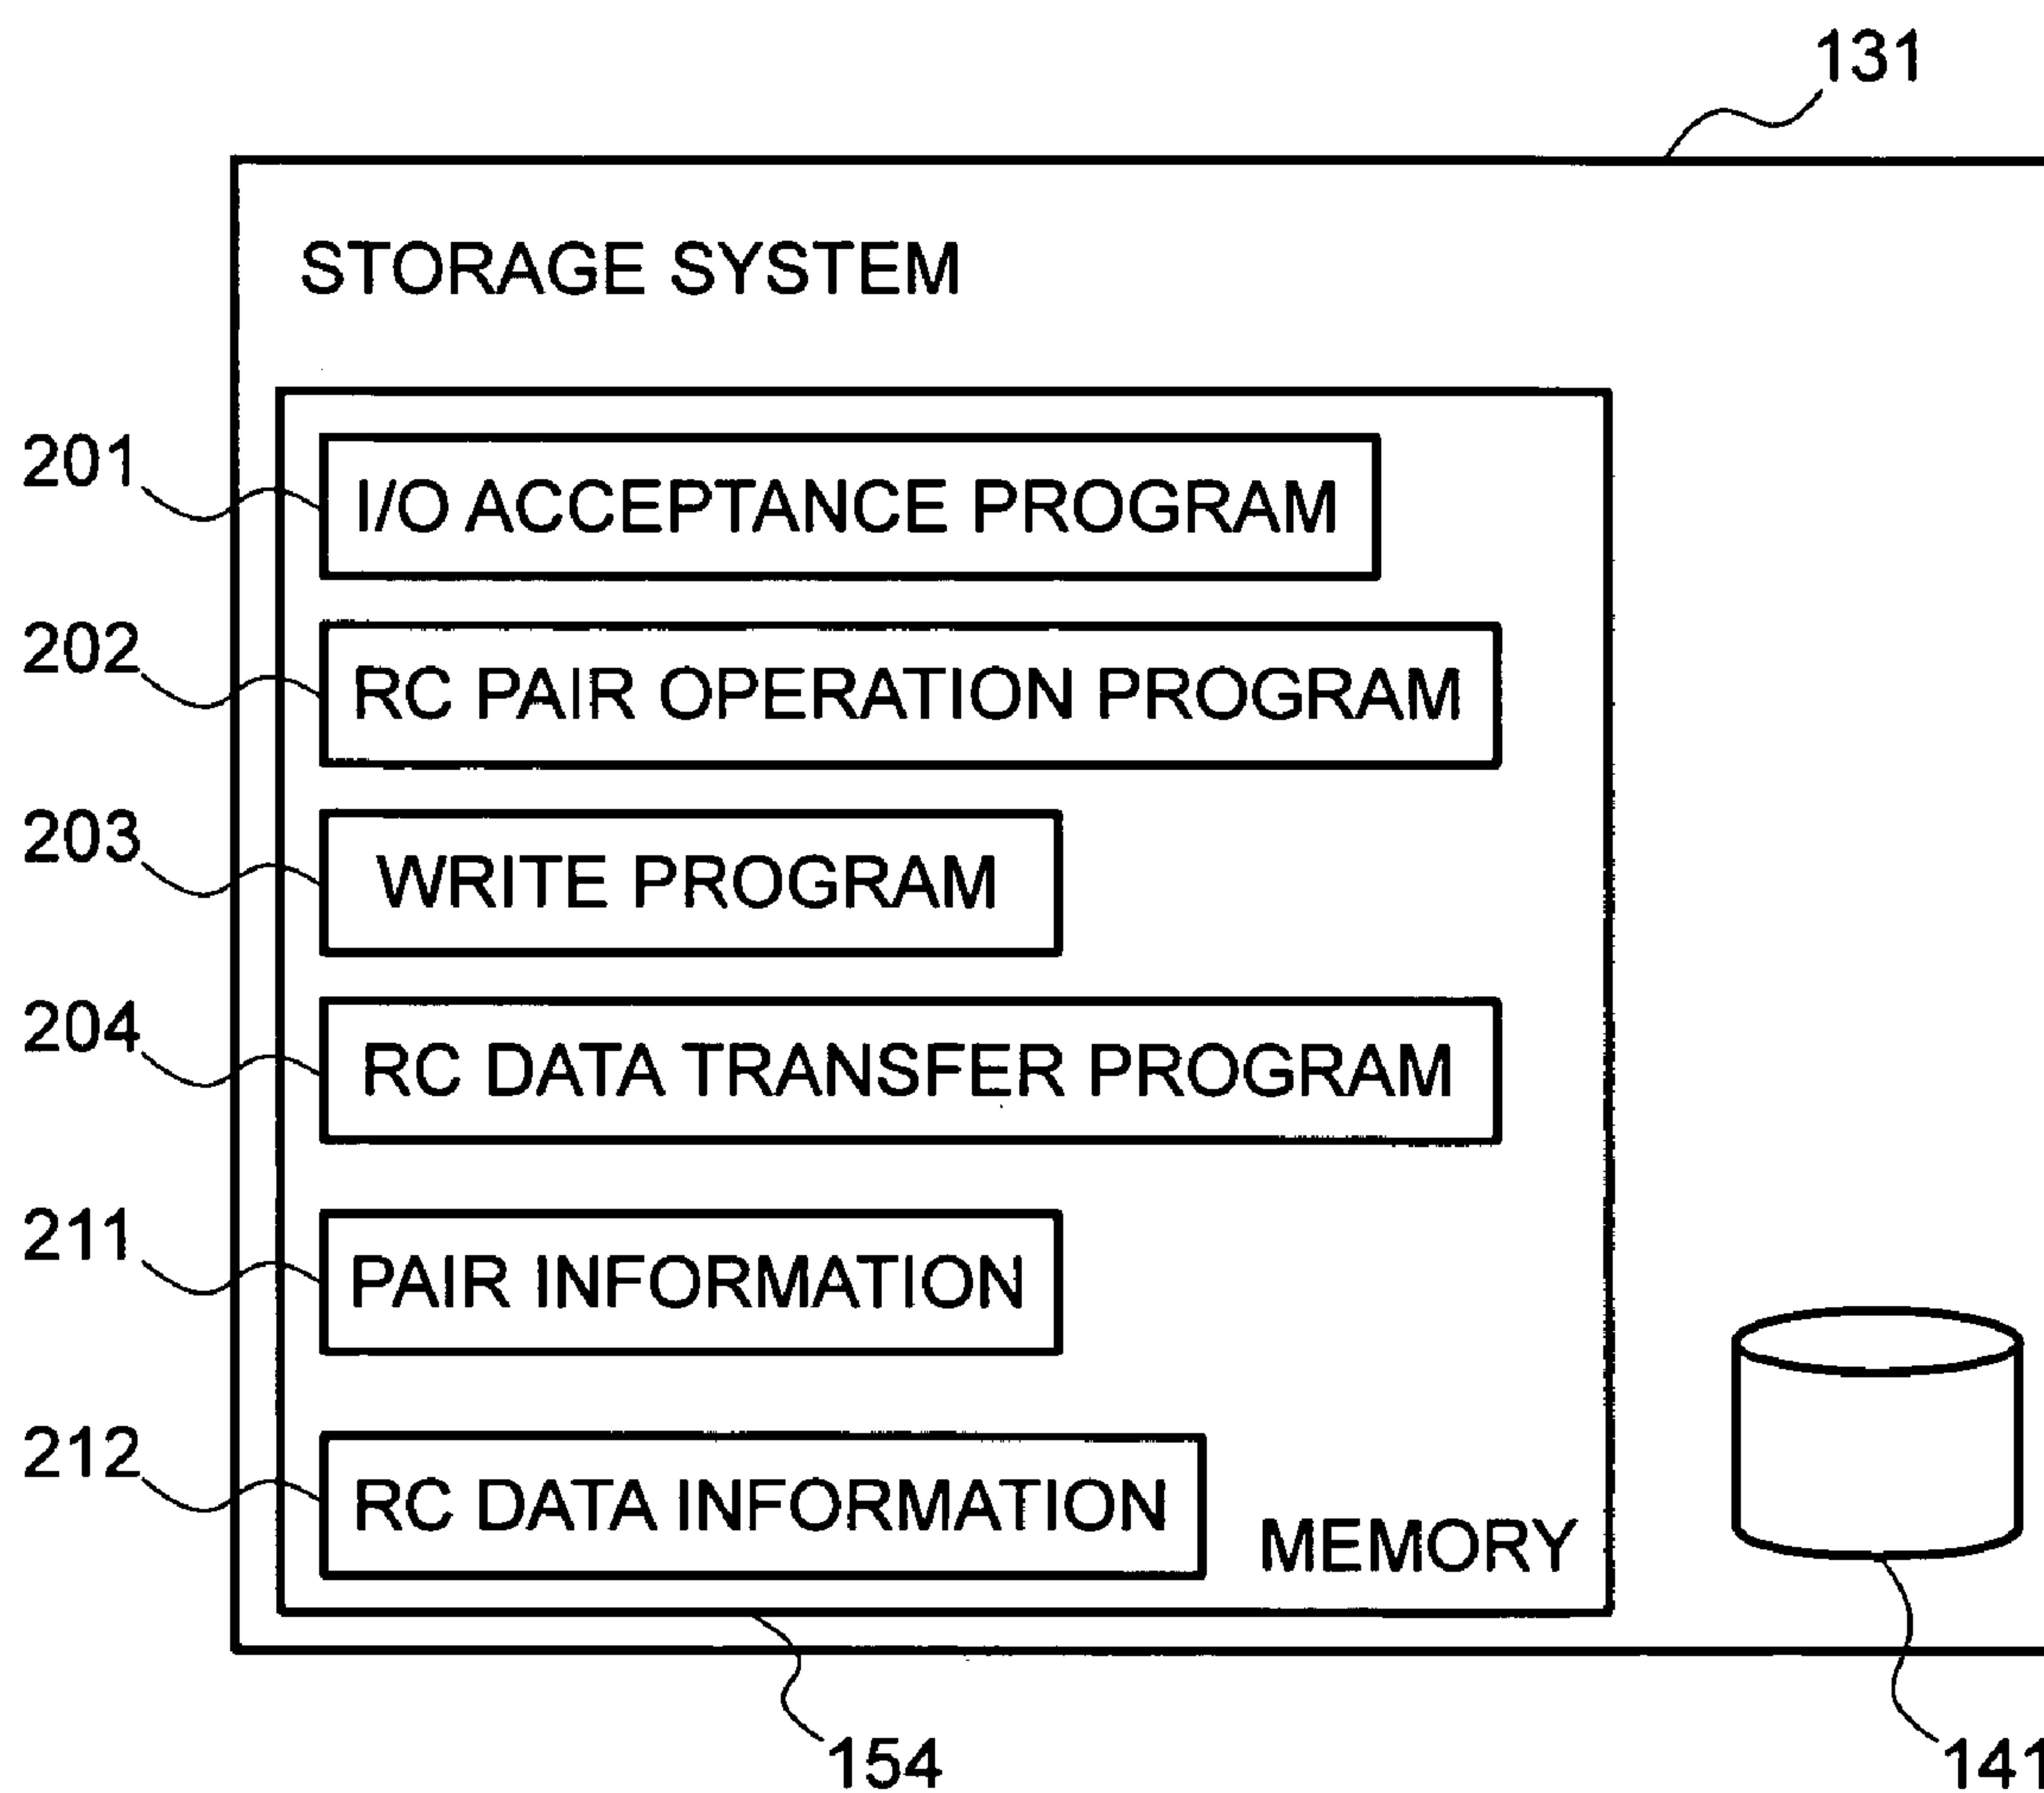 131
STORAGE SYSTEM
201
I/O ACCEPTANCE PROGRAM
202
RC PAIR OPERATION PROGRAM
203
WRITE PROGRAM
204
RC DATA TRANSFER PROGRAM
211
PAIR INFORMATION
212
RC DATA INFORMATION
MEMORY
154
141